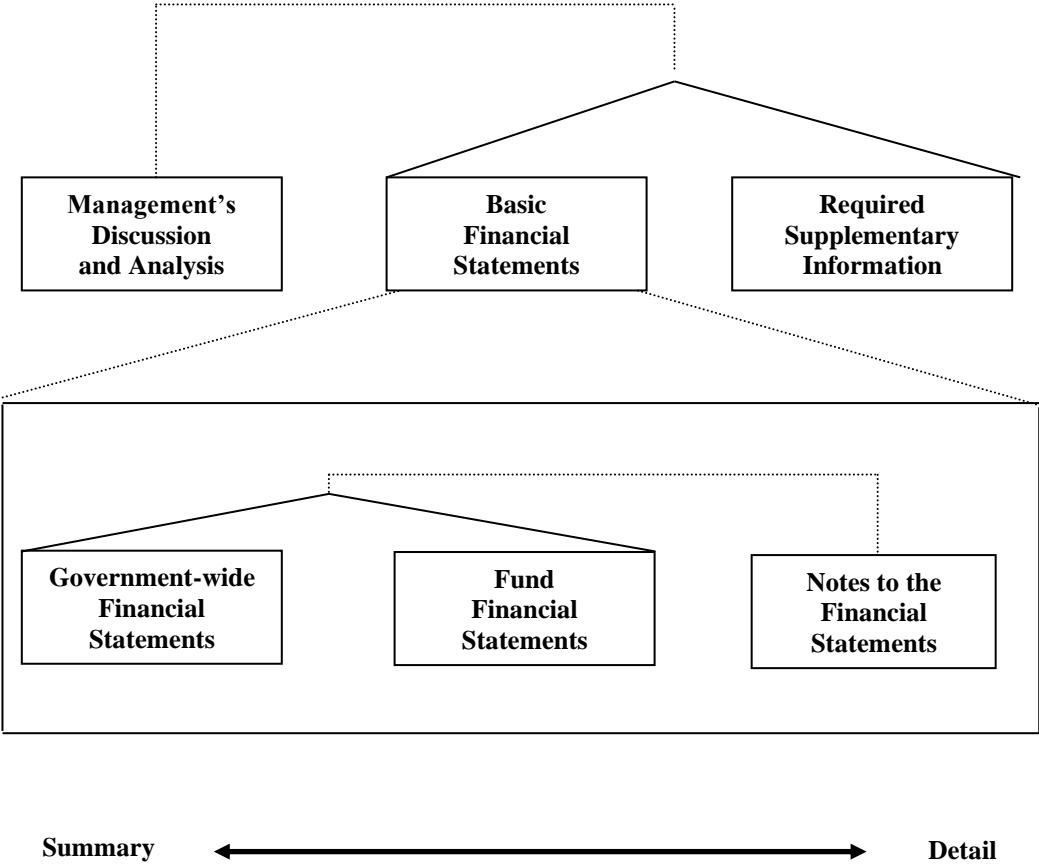 Management’s
Discussion
and Analysis
Basic
Financial
Statements
Required
Supplementary
Information
Government-wide
Financial
Statements
Fund
Financial
Statements
Notes to the
Financial
Statements
Summary
Detail